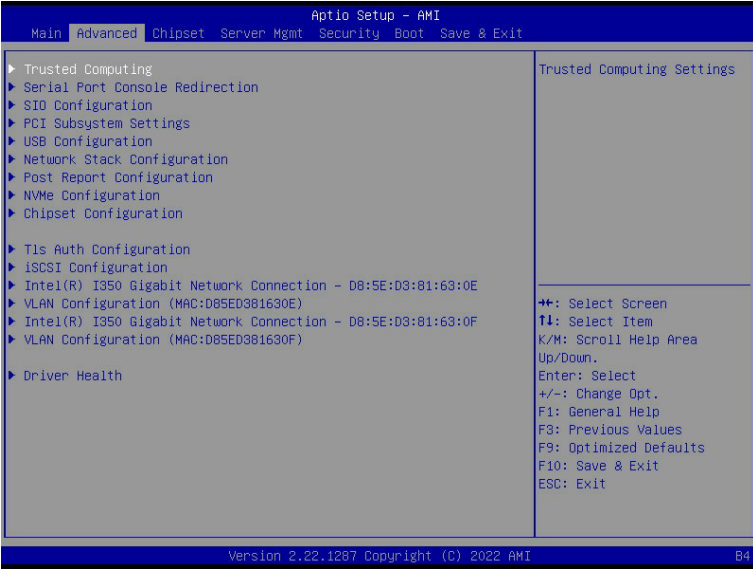 Aptio Setup – AMI
Main Advanced Chipset Server Mgmt Security Boot Save & Exit
Trusted Computing
Serial Port Console Redirection
SIO Configuration
PCI Subsystem Settings
USB Configuration
Network Stack Configuration
Post Report Configuration
NVMe Configuration
Chipset Configuration
Tls Auth Configuration
iSCSI Configuration
Intel(R) I350 Gigabit Network Connection – D8:5E:D3:81:63:0E
VLAN Configuration (MAC:D85ED381630E)
Intel(R) I350 Gigabit Network Connection – D8:5E:D3:81:63:0F
VLAN Configuration (MAC:D85ED381630F)
Driver Health
Trusted Computing Settings
→←: Select Screen
↑↓: Select Item
K/M: Scroll Help Area
Up/Down.
Enter: Select
+/–: Change Opt.
F1: General Help
F3: Previous Values
F9: Optimized Defaults
F10: Save & Exit
ESC: Exit
Version 2.22.1287 Copyright (C) 2022 AMI
B4